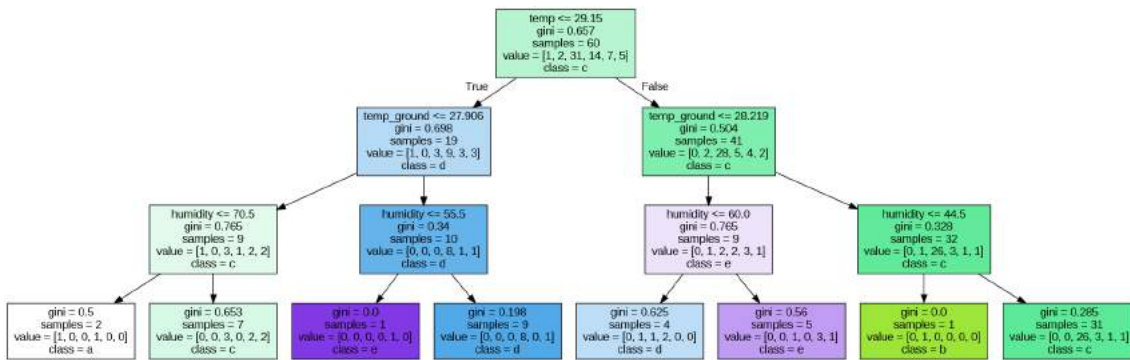 temp <= 29.15
gini = 0.657
samples = 60
value = [1, 2, 31, 14, 7, 5]
class = c
True
False
temp_ground <= 27.906
gini = 0.698
samples = 19
value = [1, 0, 3, 9, 3, 3]
class = d
temp_ground <= 28.219
gini = 0.504
samples = 41
value = [0, 2, 28, 5, 4, 2]
class = c
humidity <= 70.5
gini = 0.765
samples = 9
value = [1, 0, 3, 1, 2, 2]
class = c
humidity <= 55.5
gini = 0.34
samples = 10
value = [0, 0, 0, 8, 1, 1]
class = d
humidity <= 60.0
gini = 0.765
samples = 9
value = [0, 1, 2, 2, 3, 1]
class = e
humidity <= 44.5
gini = 0.328
samples = 32
value = [0, 1, 26, 3, 1, 1]
class = c
gini = 0.5
samples = 2
value = [1, 0, 0, 1, 0, 0]
class = a
gini = 0.653
samples = 7
value = [0, 0, 3, 0, 2, 2]
class = c
gini = 0.0
samples = 1
value = [0, 0, 0, 0, 1, 0]
class = e
gini = 0.198
samples = 9
value = [0, 0, 0, 8, 0, 1]
class = d
gini = 0.625
samples = 4
value = [0, 1, 1, 2, 0, 0]
class = d
gini = 0.56
samples = 5
value = [0, 0, 1, 0, 3, 1]
class = e
gini = 0.0
samples = 1
value = [0, 1, 0, 0, 0, 0]
class = b
gini = 0.285
samples = 31
value = [0, 0, 26, 3, 1, 1]
class = c